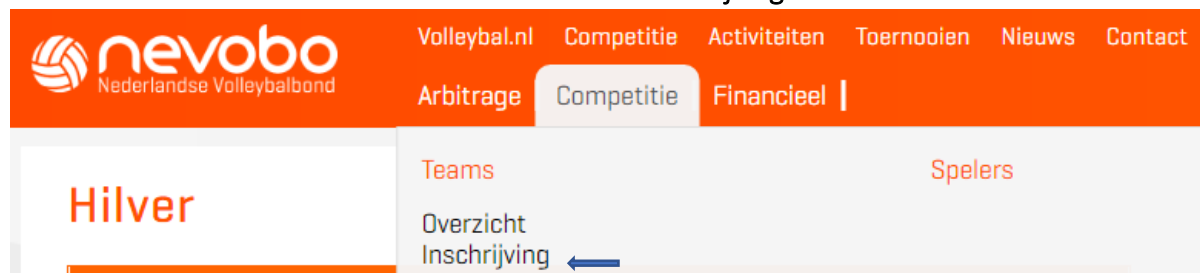 nevobo
Nederlandse Volleybalbond
Volleybal.nl Competitie Activiteiten Toernooien Nieuws Contact
Arbitrage Competitie Financieel
Hilver
Teams Spelers
Overzicht
Inschrijving